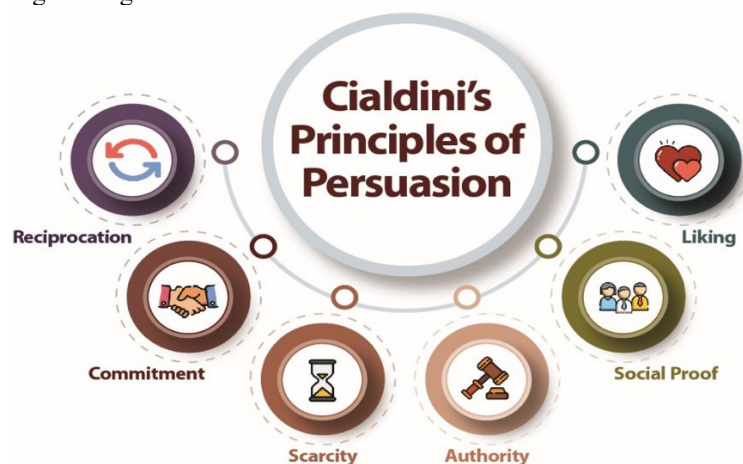 Cialdini's
Principles of
Persuasion
Reciprocation
Liking
Commitment
Social Proof
Scarcity
Authority